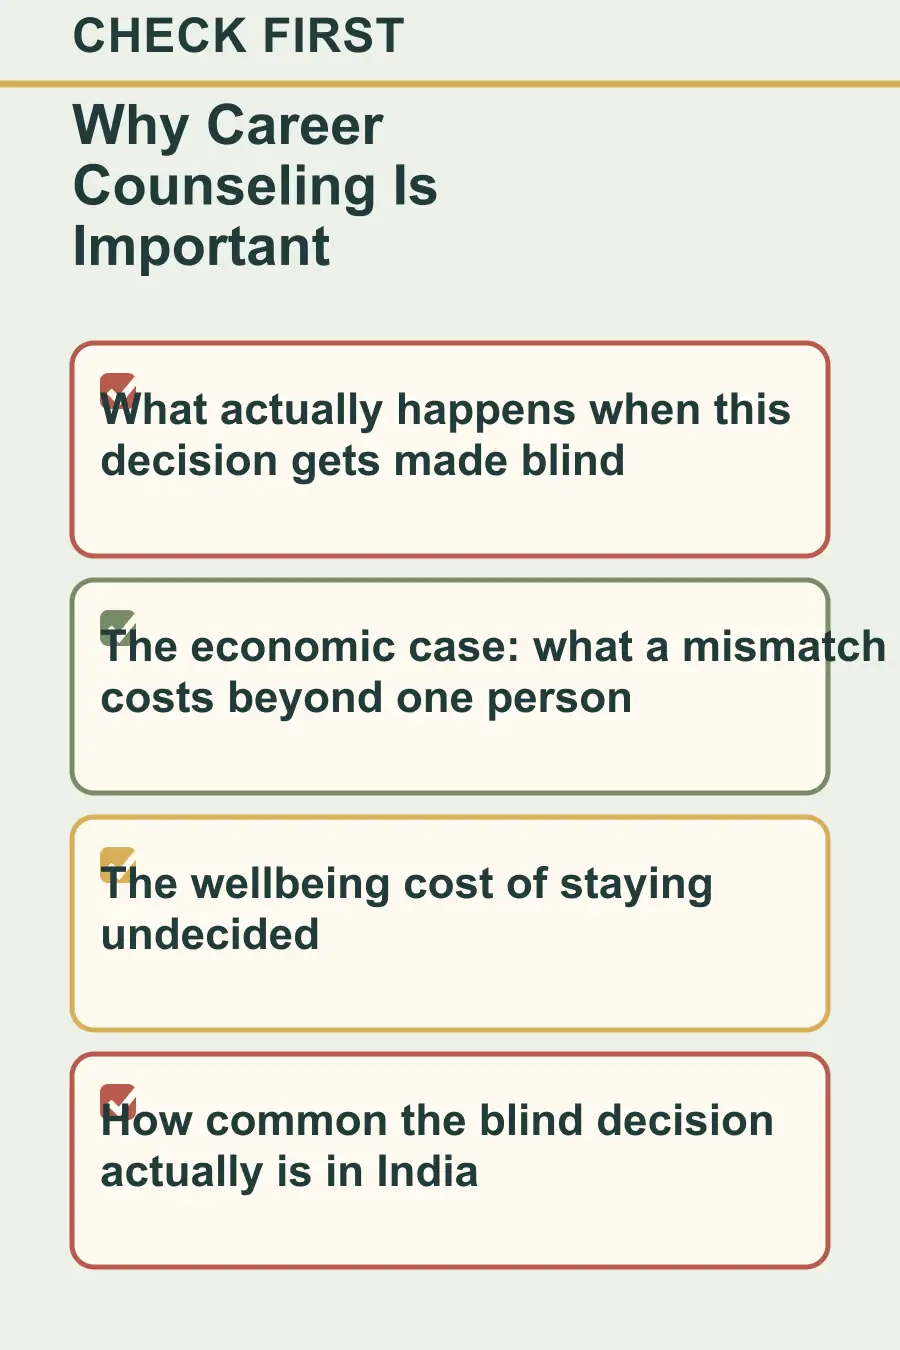 CHECK FIRST
Why Career
Counseling Is
Important
What actually happens when this
decision gets made blind
The economic case: what a mismatch
costs beyond one person
The wellbeing cost of staying
undecided
How common the blind decision
actually is in India